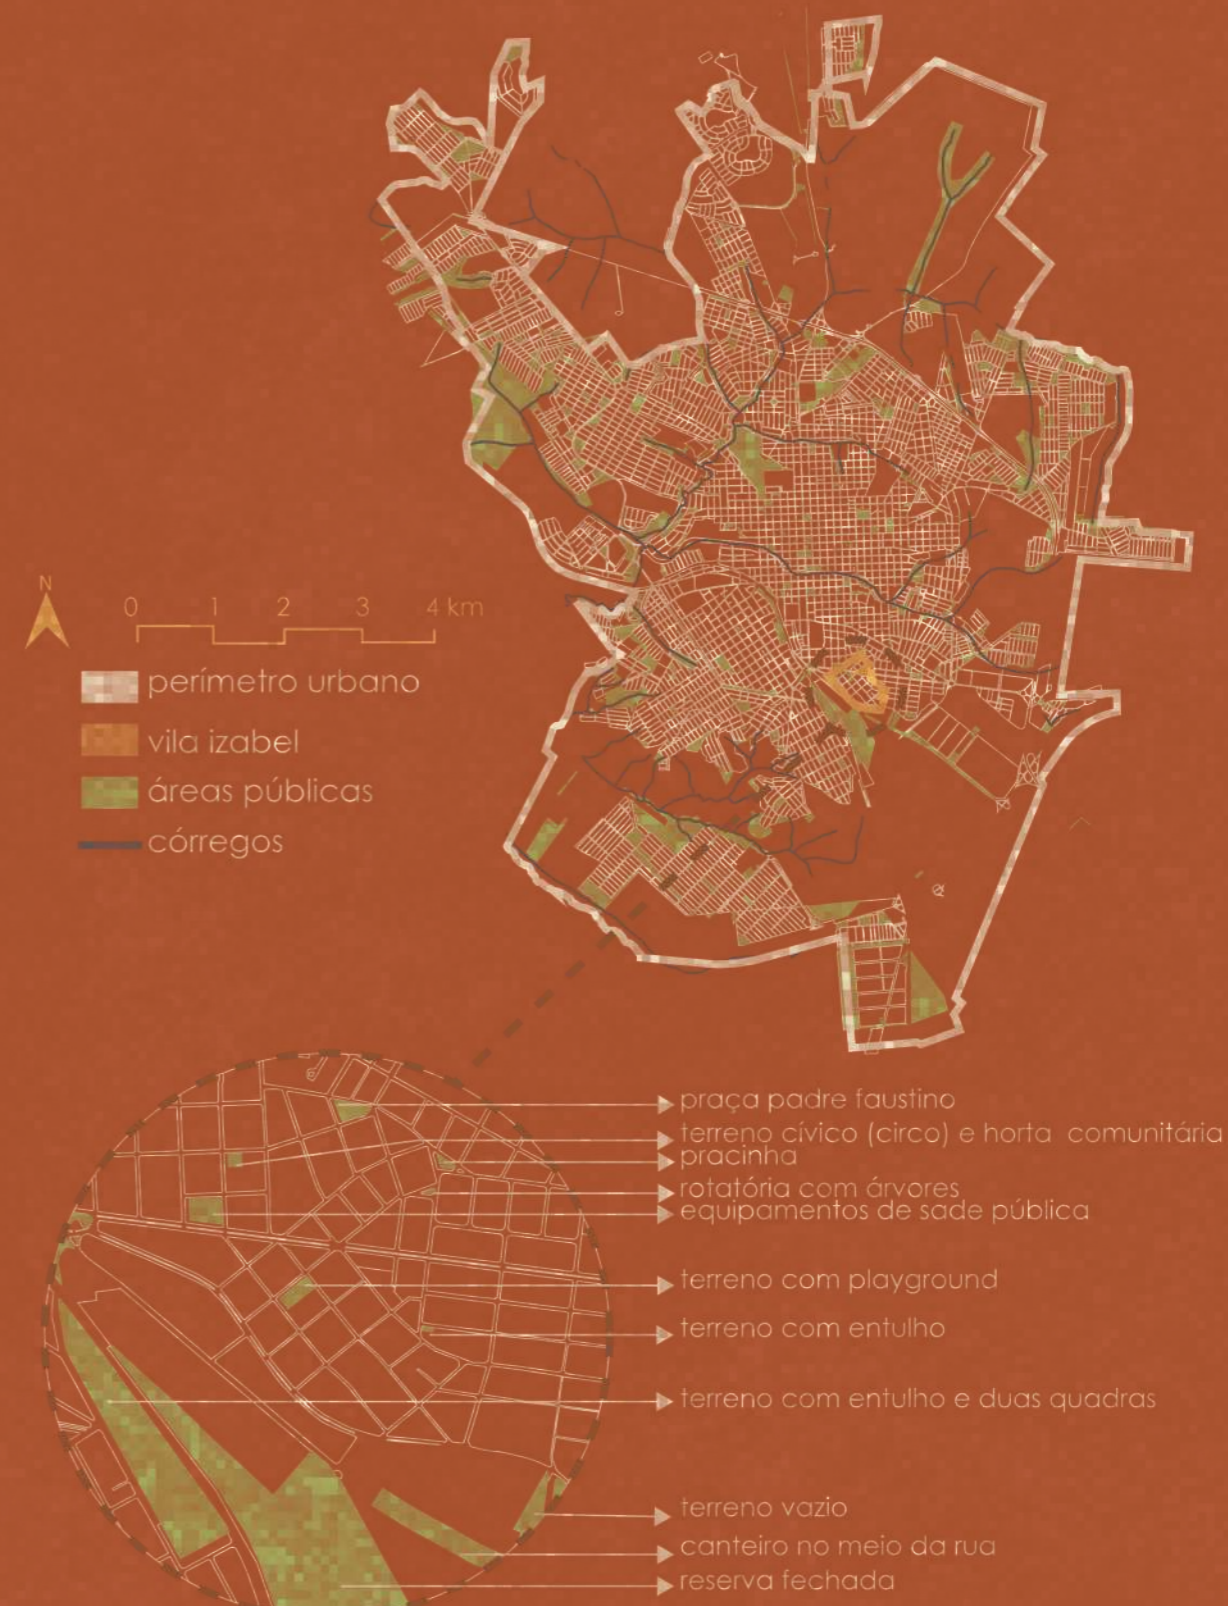 N
0 1 2 3 4 km
perímetro urbano
vila izabel
áreas públicas
córregos
praça padre faustino
terreno cívico (circo) e horta comunitária
pracinha
rotatória com árvores
equipamentos de sade pública
terreno com playground
terreno com entulho
terreno com entulho e duas quadras
terreno vazio
canteiro no meio da rua
reserva fechada